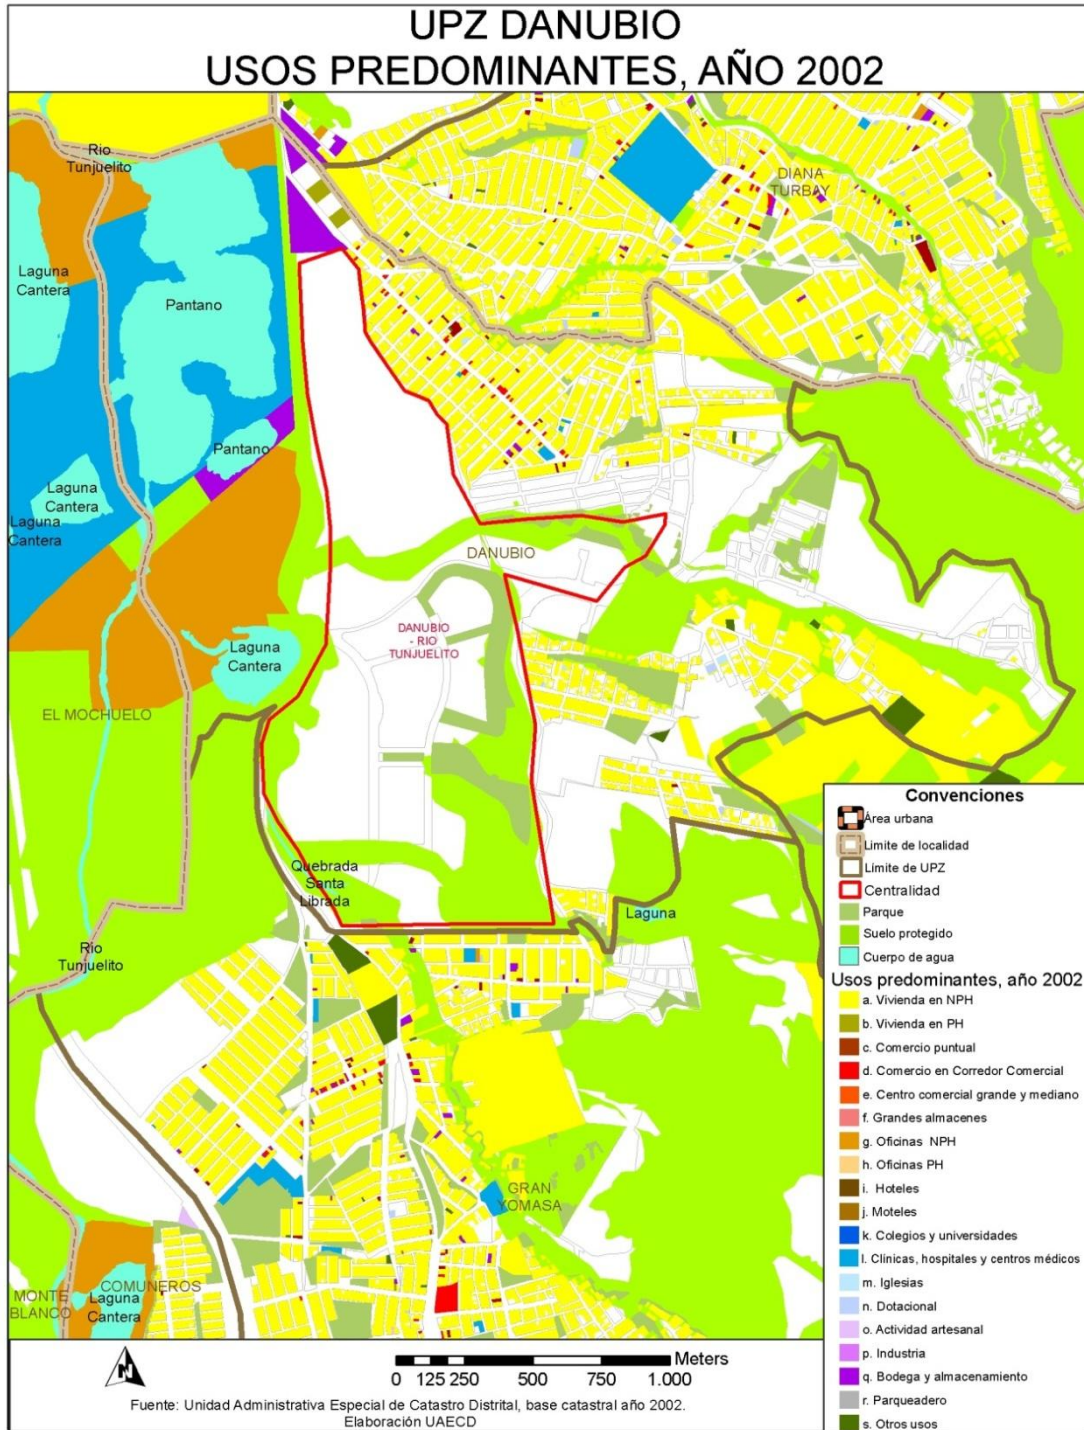 UPZ DANUBIO
USOS PREDOMINANTES, AÑO 2002
Rio
Tunjuelito
DIANA
TURBAY
Laguna
Cantera
Pantano
Pantano
Laguna
Cantera
Laguna
Cantera
DANUBIO
DANUBIO
- RIO
TUNJUELITO
Laguna
Cantera
EL MOCHUELO
Quebrada
Santa
Librada
Laguna
Rio
Tunjuelito
GRAN
YOMASA
COMUNEROS
MONTE
BLANCO
Laguna
Cantera
Convenciones
Área urbana
Limite de localidad
Límite de UPZ
Centralidad
Parque
Suelo protegido
Cuerpo de agua
Usos predominantes, año 2002
a. Vivienda en NPH
b. Vivienda en PH
c. Comercio puntual
d. Comercio en Corredor Comercial
e. Centro comercial grande y mediano
f. Grandes almacenes
g. Oficinas NPH
h. Oficinas PH
i. Hoteles
j. Moteles
k. Colegios y universidades
l. Clínicas, hospitales y centros médicos
m. Iglesias
n. Dotacional
o. Actividad artesanal
p. Industria
q. Bodega y almacenamiento
r. Parqueadero
s. Otros usos
N
Meters
0 125 250 500 750 1.000
Fuente: Unidad Administrativa Especial de Catastro Distrital, base catastral año 2002.
Elaboración UAECD